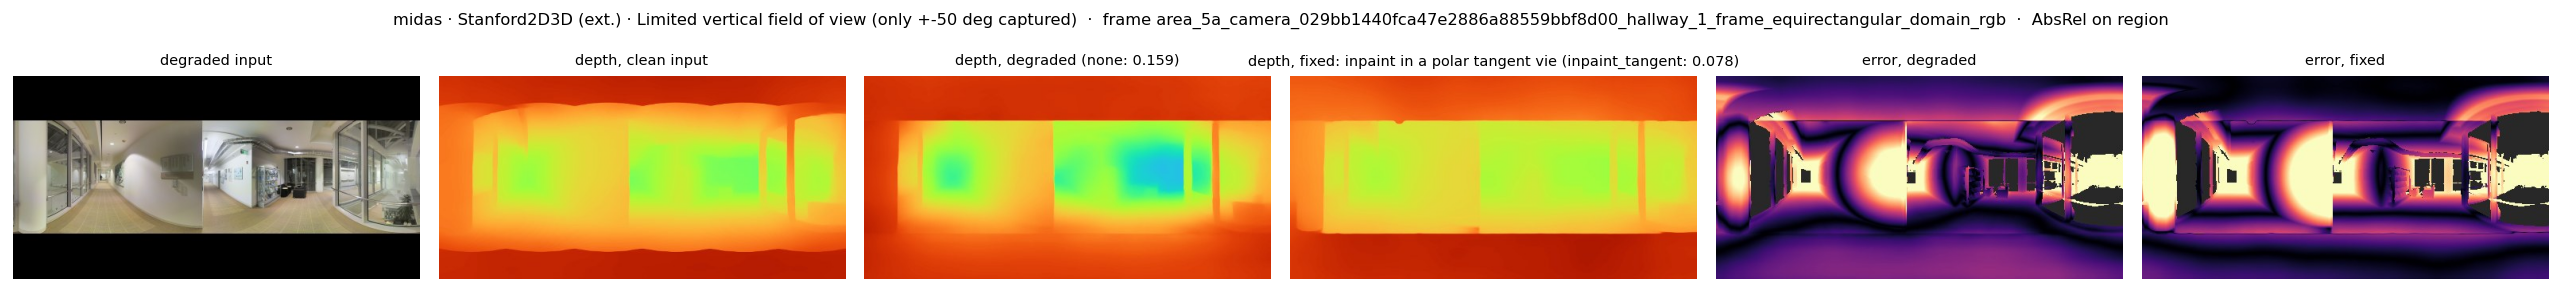 midas · Stanford2D3D (ext.) · Limited vertical field of view (only +-50 deg captured)  ·  frame area_5a_camera_029bb1440fca47e2886a88559bbf8d00_hallway_1_frame_equirectangular_domain_rgb  ·  AbsRel on region
degraded input
depth, clean input
depth, degraded (none: 0.159)
depth, fixed: inpaint in a polar tangent vie (inpaint_tangent: 0.078)
error, degraded
error, fixed